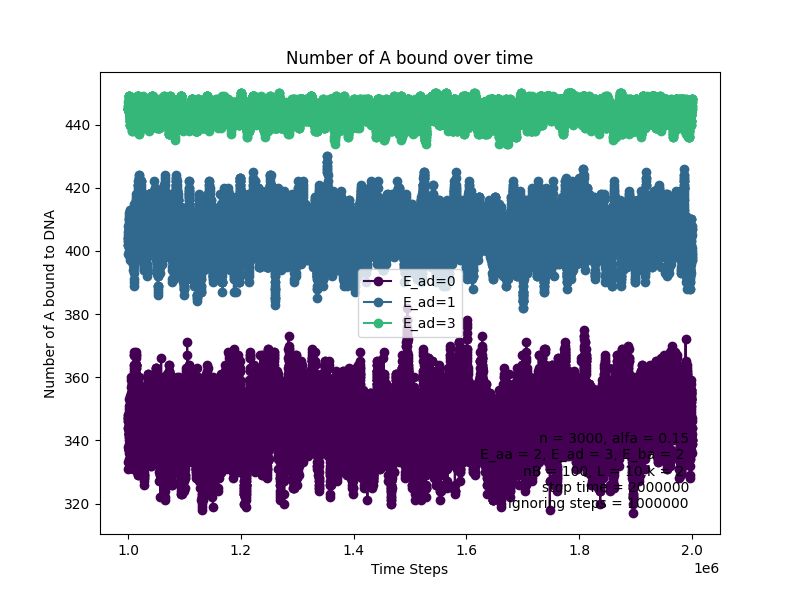 Number of A bound over time
Number of A bound to DNA
440
420
400
380
360
340
320
E_ad=0
E_ad=1
E_ad=3
n = 3000, alfa = 0.15
E_aa = 2, E_ad = 3, E_ba = 2
nB = 100, L = 10,k = 2
stop time = 2000000
ignoring steps = 1000000
1.0
1.2
1.4
1.6
1.8
2.0
1e6
Time Steps